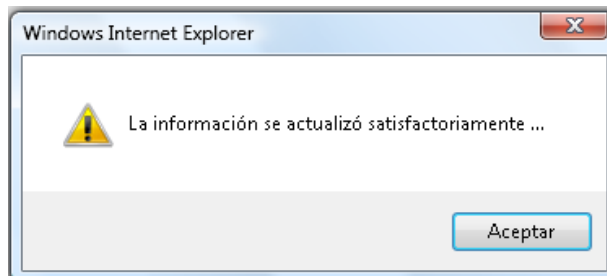 Windows Internet Explorer
La información se actualizó satisfactoriamente ...
Aceptar